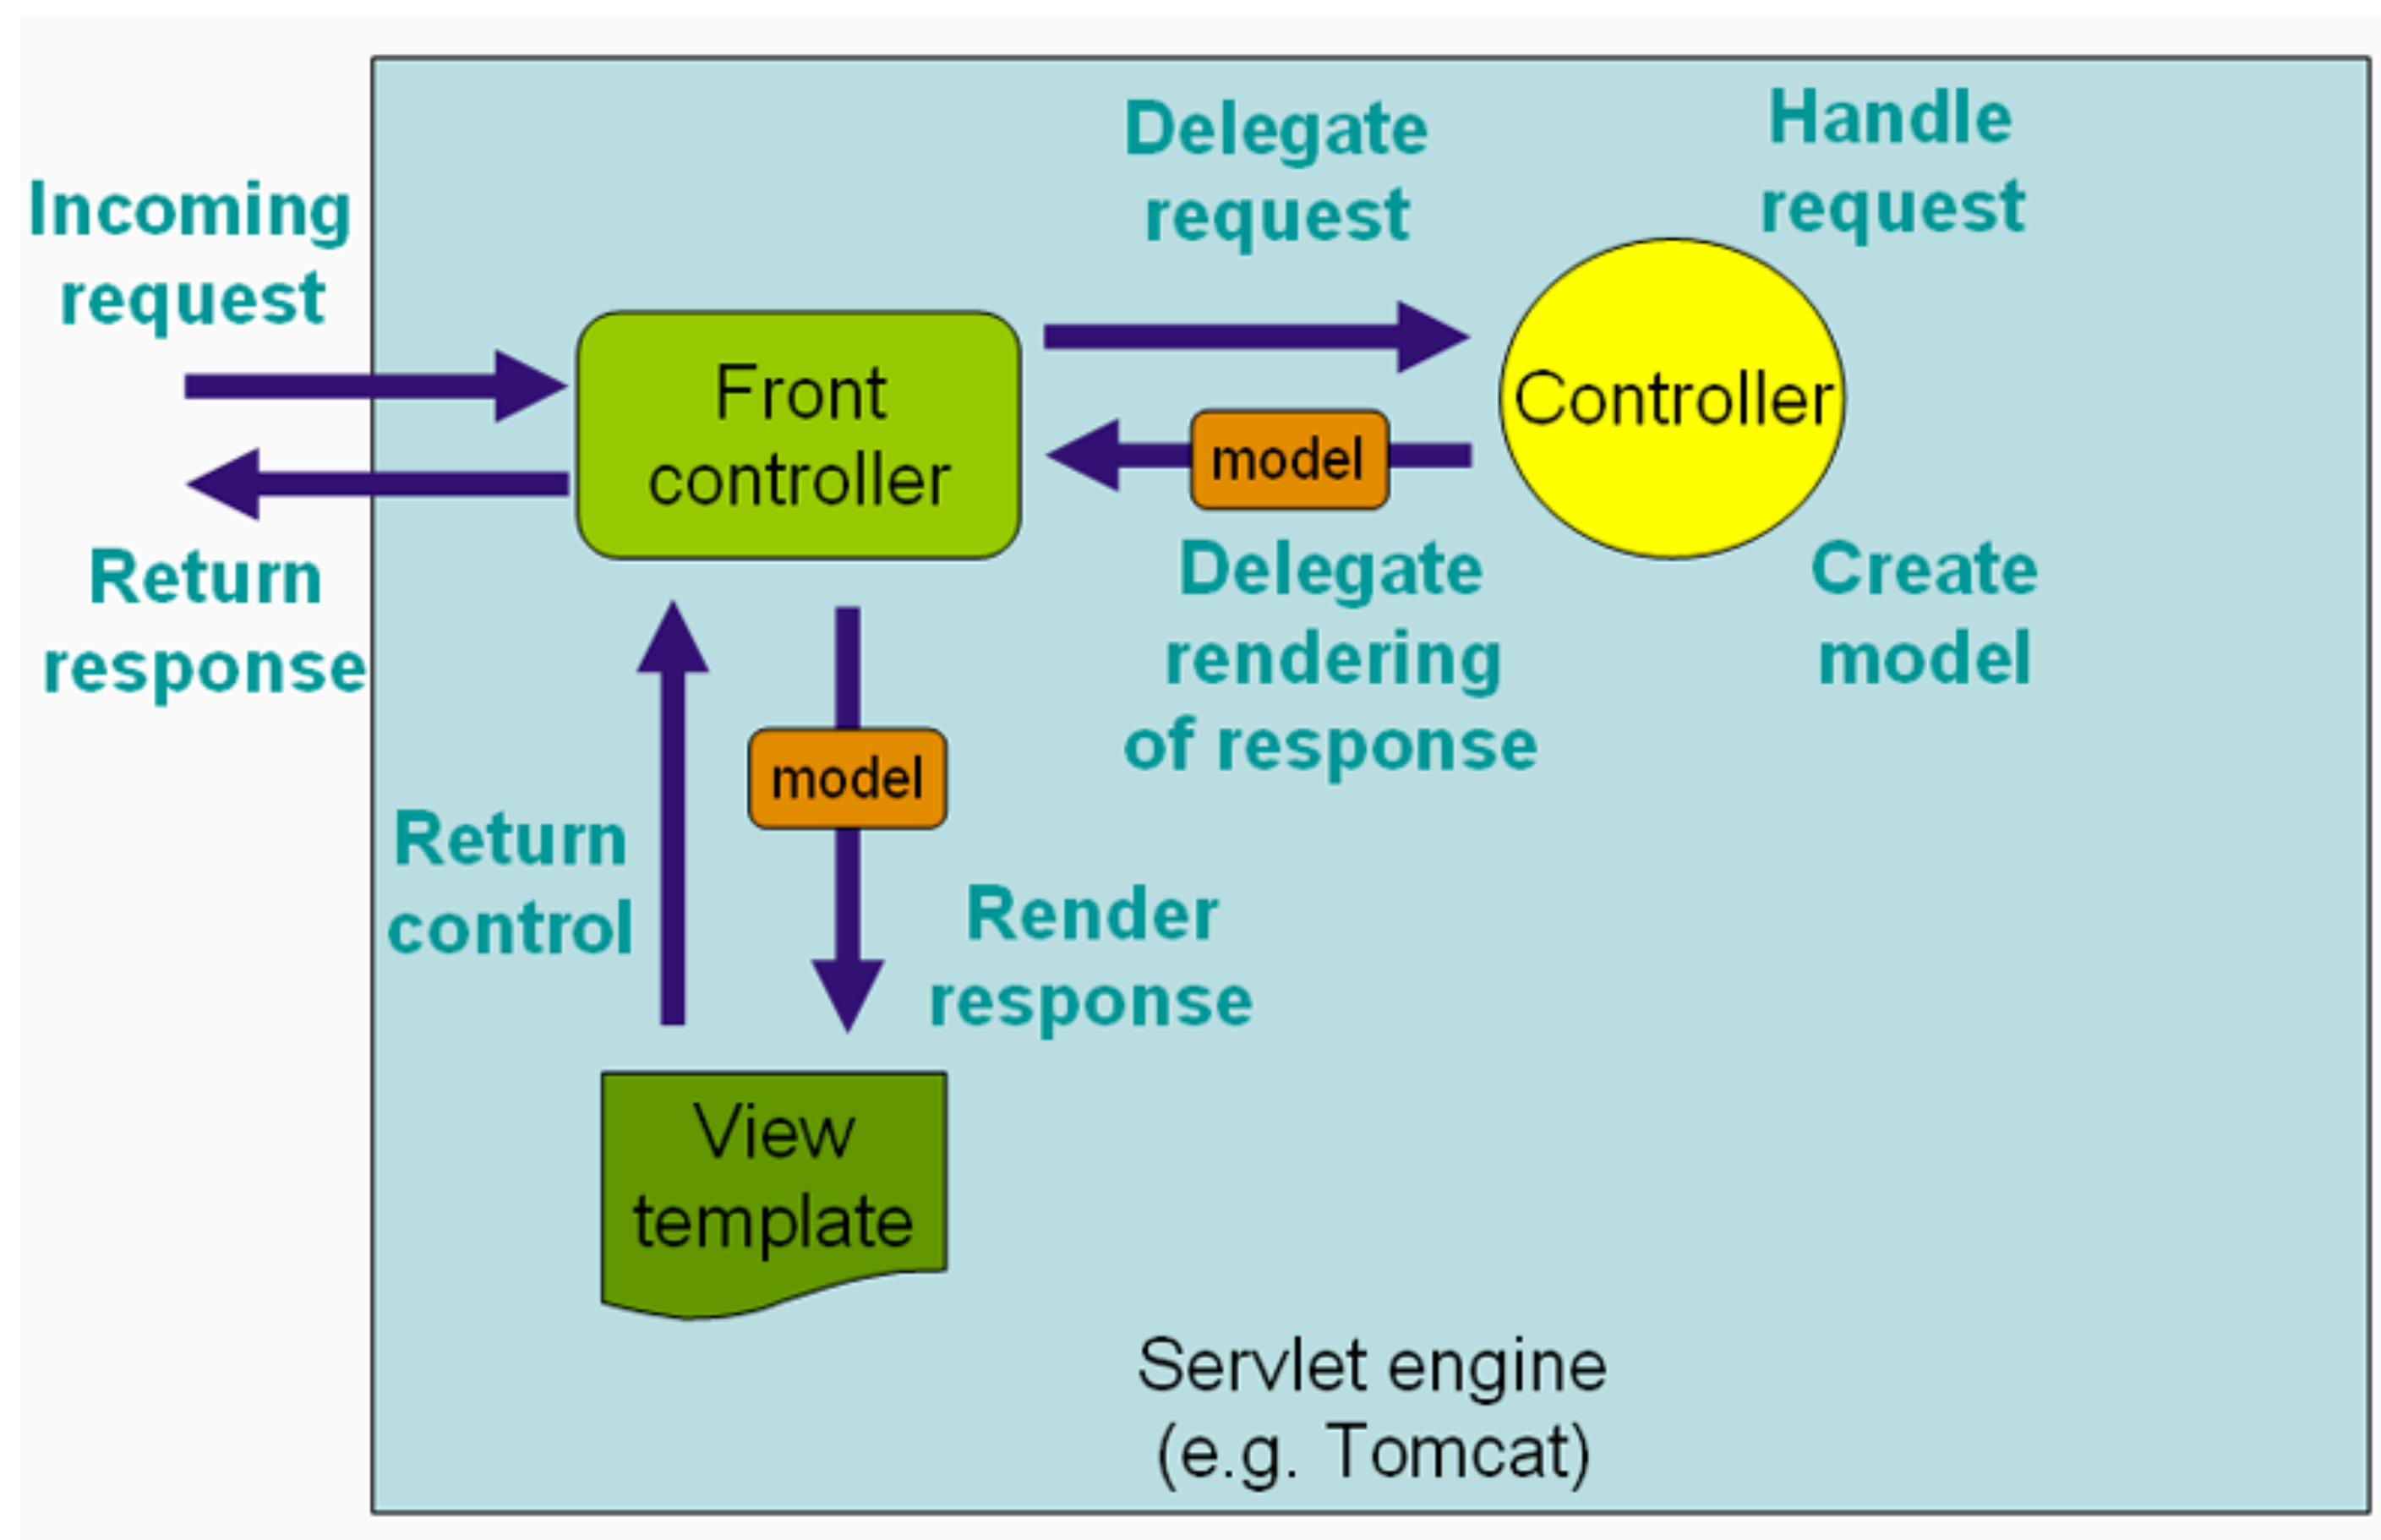 Incoming
request
Return
response
Front
controller
Delegate
request
Handle
request
Controller
model
Delegate
rendering
of response
Create
model
Return
control
model
Render
response
View
template
Servlet engine
(e.g. Tomcat)